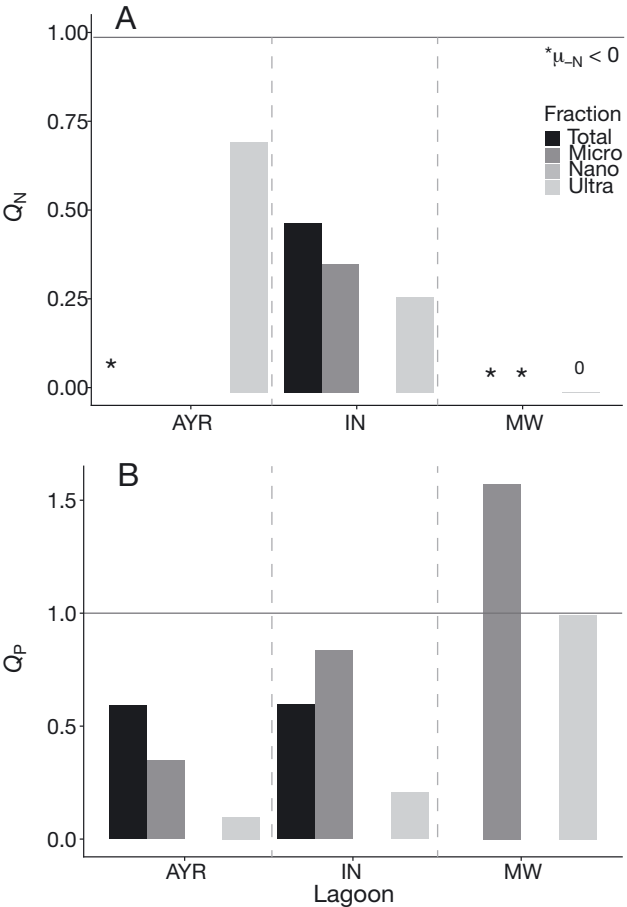 A
1.00
*μ–N < 0
Fraction
Total
Micro
Nano
Ultra
0.75
0.50
0.25
0.00
QN
*
* *
0
AYR IN MW
B
1.5
1.0
0.5
0.0
QP
AYR IN MW
Lagoon